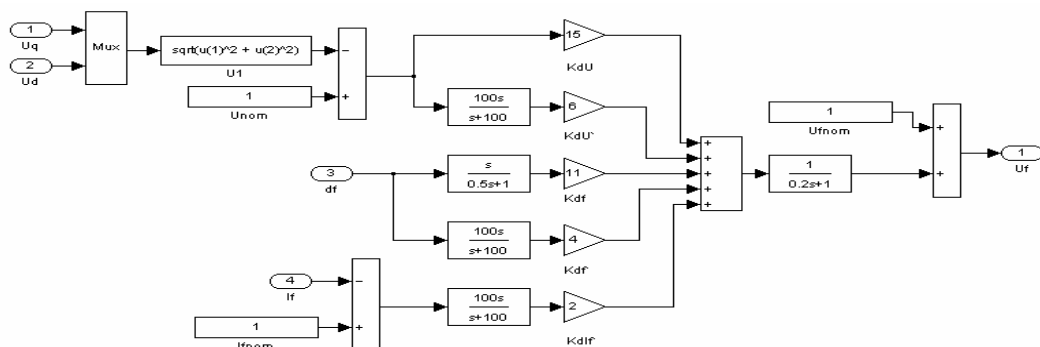 1
Uq
2
Ud
Mux
sqrt(u(1)^2 + u(2)^2)
U1
1
Unom
−
+
15
KdU
100s
s+100
6
KdU`
3
df
s
0.5s+1
11
Kdf
100s
s+100
4
Kdf`
4
If
1
Ifnom
−
+
100s
s+100
2
KdIf`
+
+
+
+
+
1
0.2s+1
1
Ufnom
+
+
1
Uf